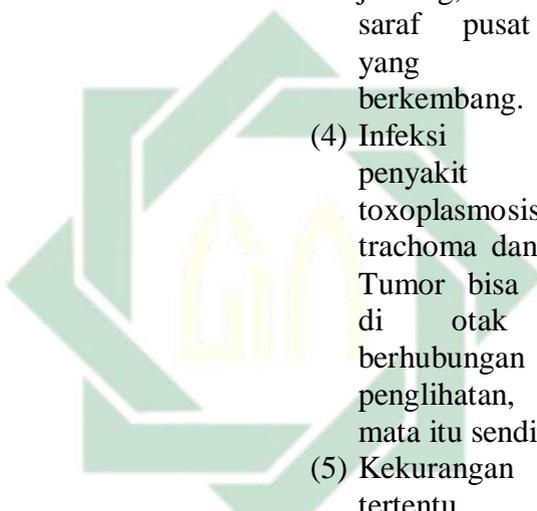 saraf pusat
yang
berkembang.
(4) Infeksi
penyakit
toxoplasmosis
trachoma dan
Tumor bisa
di otak
berhubungan
penglihatan,
mata itu sendi
(5) Kekurangan
tertentu